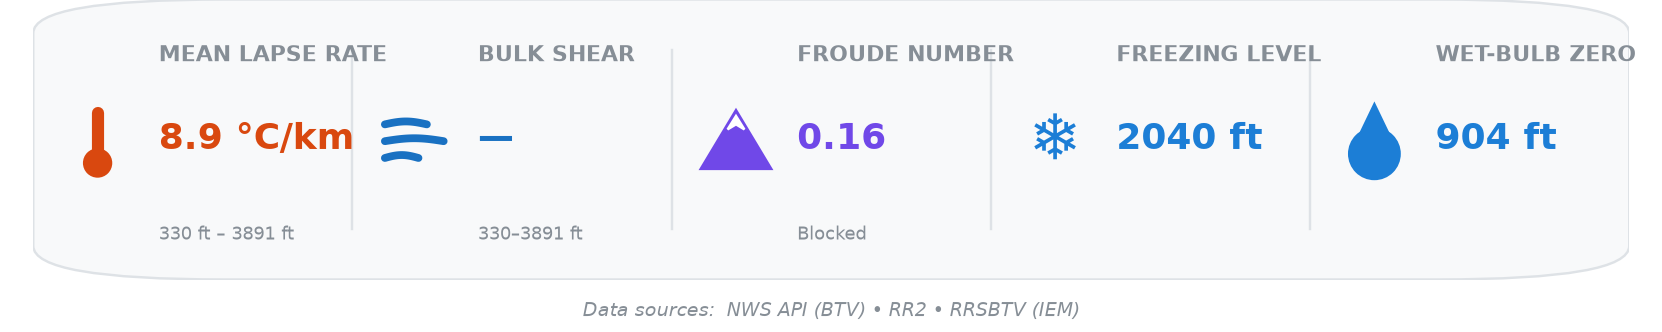 MEAN LAPSE RATE
8.9 °C/km
330 ft – 3891 ft
BULK SHEAR
—
330–3891 ft
FROUDE NUMBER
0.16
Blocked
FREEZING LEVEL
2040 ft
WET-BULB ZERO
904 ft
Data sources:  NWS API (BTV) • RR2 • RRSBTV (IEM)